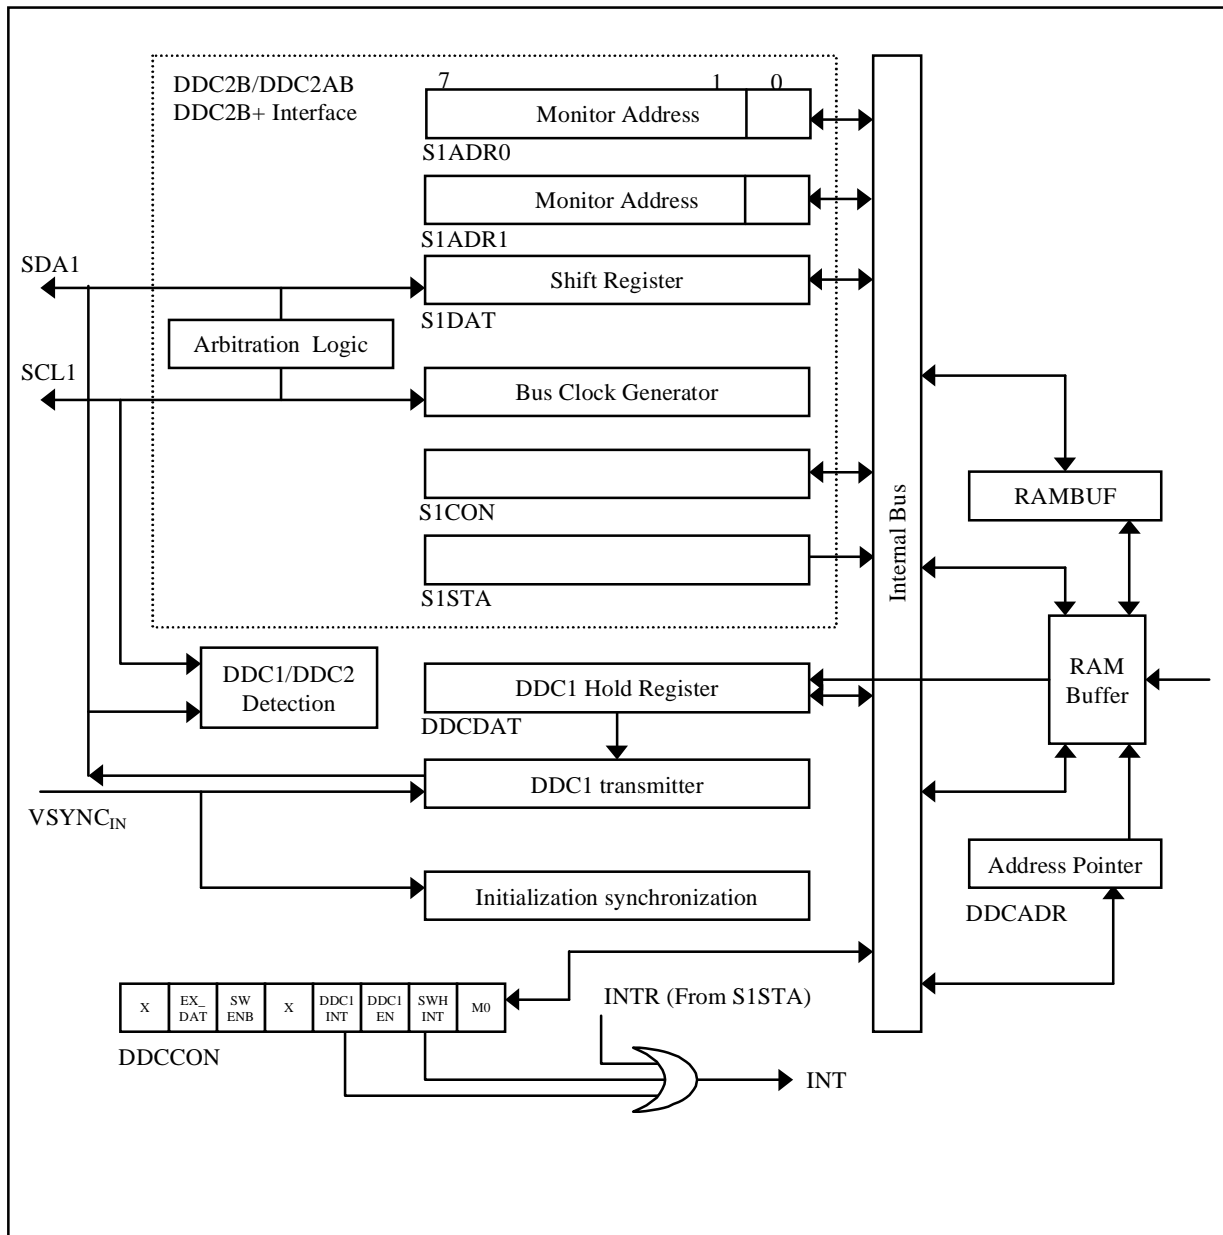 DDC2B/DDC2AB
DDC2B+ Interface
7 1 0
Monitor Address
S1ADR0
Monitor Address
S1ADR1
SDA1
Shift Register
S1DAT
Arbitration Logic
SCL1
Bus Clock Generator
S1CON
S1STA
Internal Bus
RAMBUF
RAM
Buffer
DDC1/DDC2
Detection
DDC1 Hold Register
DDCDAT
DDC1 transmitter
VSYNCIN
Address Pointer
DDCADR
Initialization synchronization
X
EX_
DAT
SW
ENB
X
DDC1
INT
DDC1
EN
SWH
INT
M0
DDCCON
INTR (From S1STA)
INT